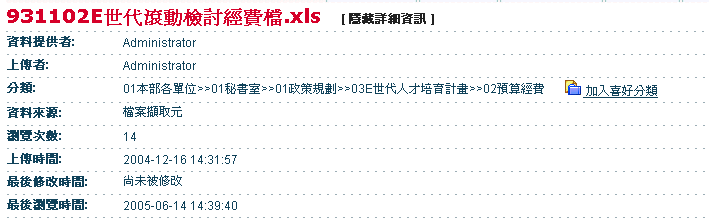 931102E世代滾動檢討經費檔.xls [ 隱藏詳細資訊 ]
資料提供者: Administrator
上傳者: Administrator
分類: 01本部各單位>>01秘書室>>01政策規劃>>03E世代人才培育計畫>>02預算經費 加入喜好分類
資料來源: 檔案擷取元
瀏覽次數: 14
上傳時間: 2004-12-16 14:31:57
最後修改時間: 尚未被修改
最後瀏覽時間: 2005-06-14 14:39:40